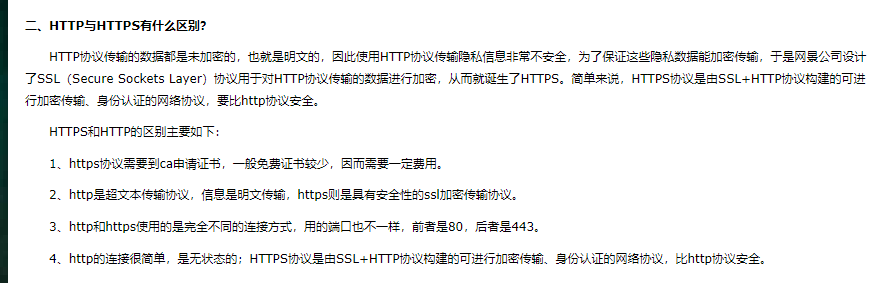 二、HTTP与HTTPS有什么区别?
HTTP协议传输的数据都是未加密的，也就是明文的，因此使用HTTP协议传输隐私信息非常不安全，为了保证这些隐私数据能加密传输，于是网景公司设计
了SSL（Secure Sockets Layer）协议用于对HTTP协议传输的数据进行加密，从而就诞生了HTTPS。简单来说，HTTPS协议是由SSL+HTTP协议构建的可进
行加密传输、身份认证的网络协议，要比http协议安全。
HTTPS和HTTP的区别主要如下：
1、https协议需要到ca申请证书，一般免费证书较少，因而需要一定费用。
2、http是超文本传输协议，信息是明文传输，https则是具有安全性的ssl加密传输协议。
3、http和https使用的是完全不同的连接方式，用的端口也不一样，前者是80，后者是443。
4、http的连接很简单，是无状态的；HTTPS协议是由SSL+HTTP协议构建的可进行加密传输、身份认证的网络协议，比http协议安全。